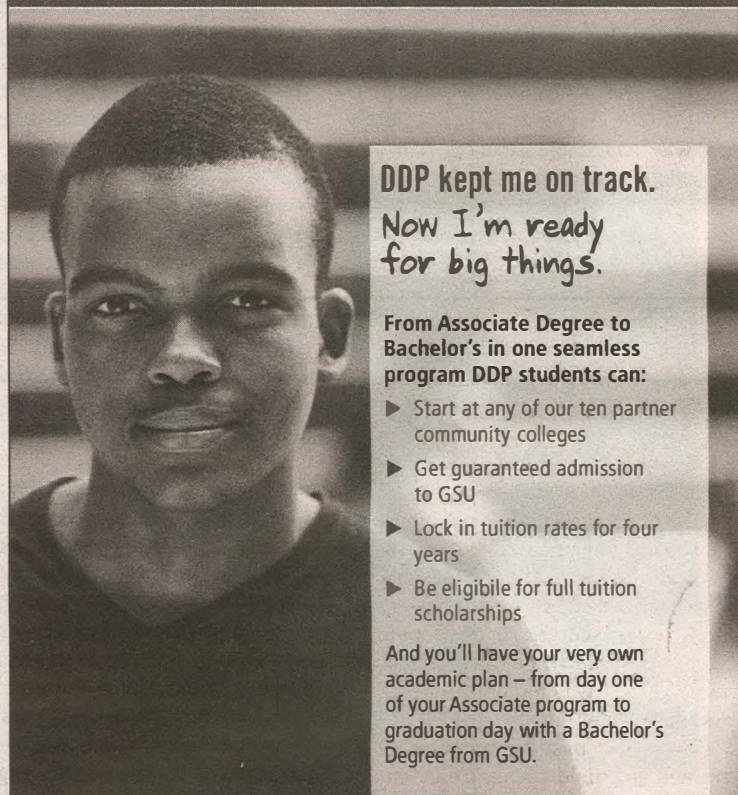 DDP kept me on track.
Now I'm ready
for big things.
From Associate Degree to
Bachelor's in one seamless
program DDP students can:
▶ Start at any of our ten partner
community colleges
▶ Get guaranteed admission
to GSU
▶ Lock in tuition rates for four
years
▶ Be eligibile for full tuition
scholarships
And you'll have your very own
academic plan – from day one
of your Associate program to
graduation day with a Bachelor's
Degree from GSU.